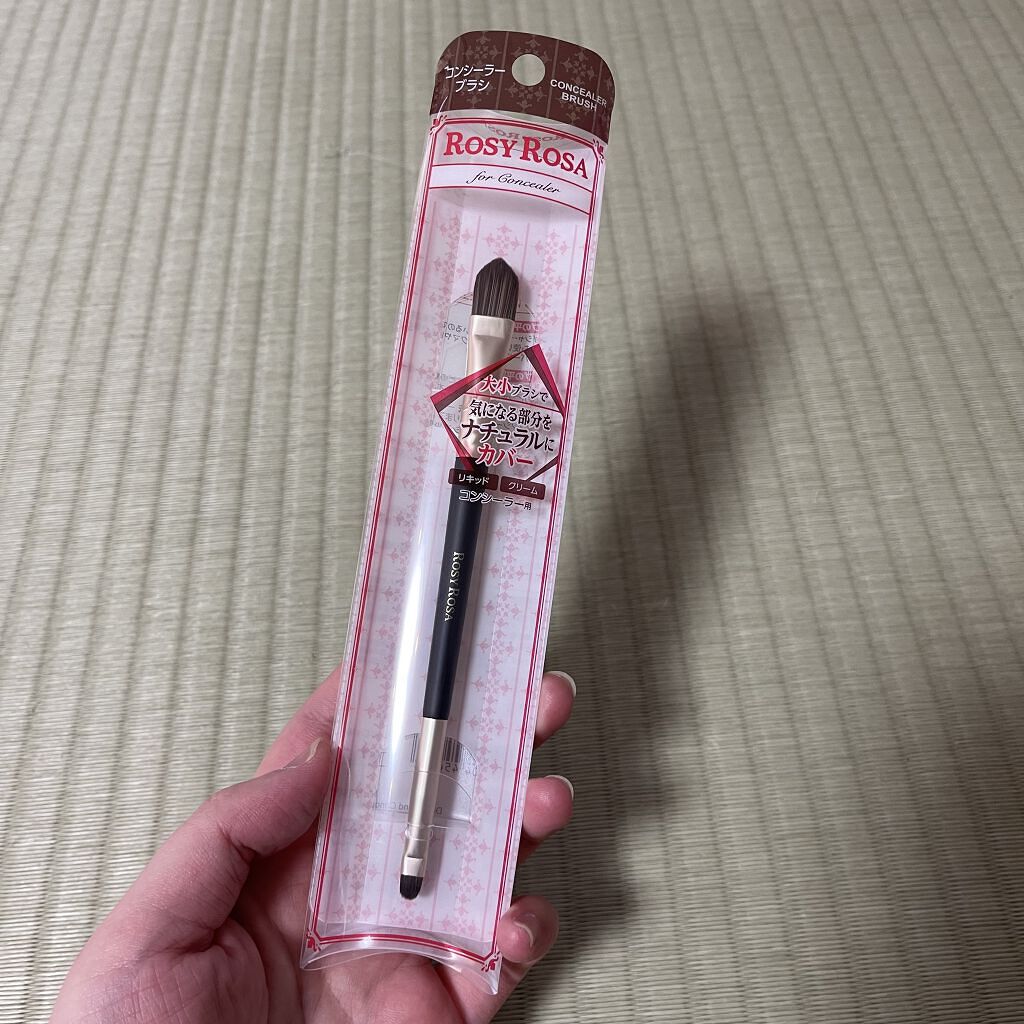 コンシーラー
ブラシ
CONCEALER
BRUSH
ROSY ROSA
for Concealer
大小ブラシで
気になる部分を
ナチュラルに
カバー
リキッド クリーム
コンシーラー用
ROSY ROSA